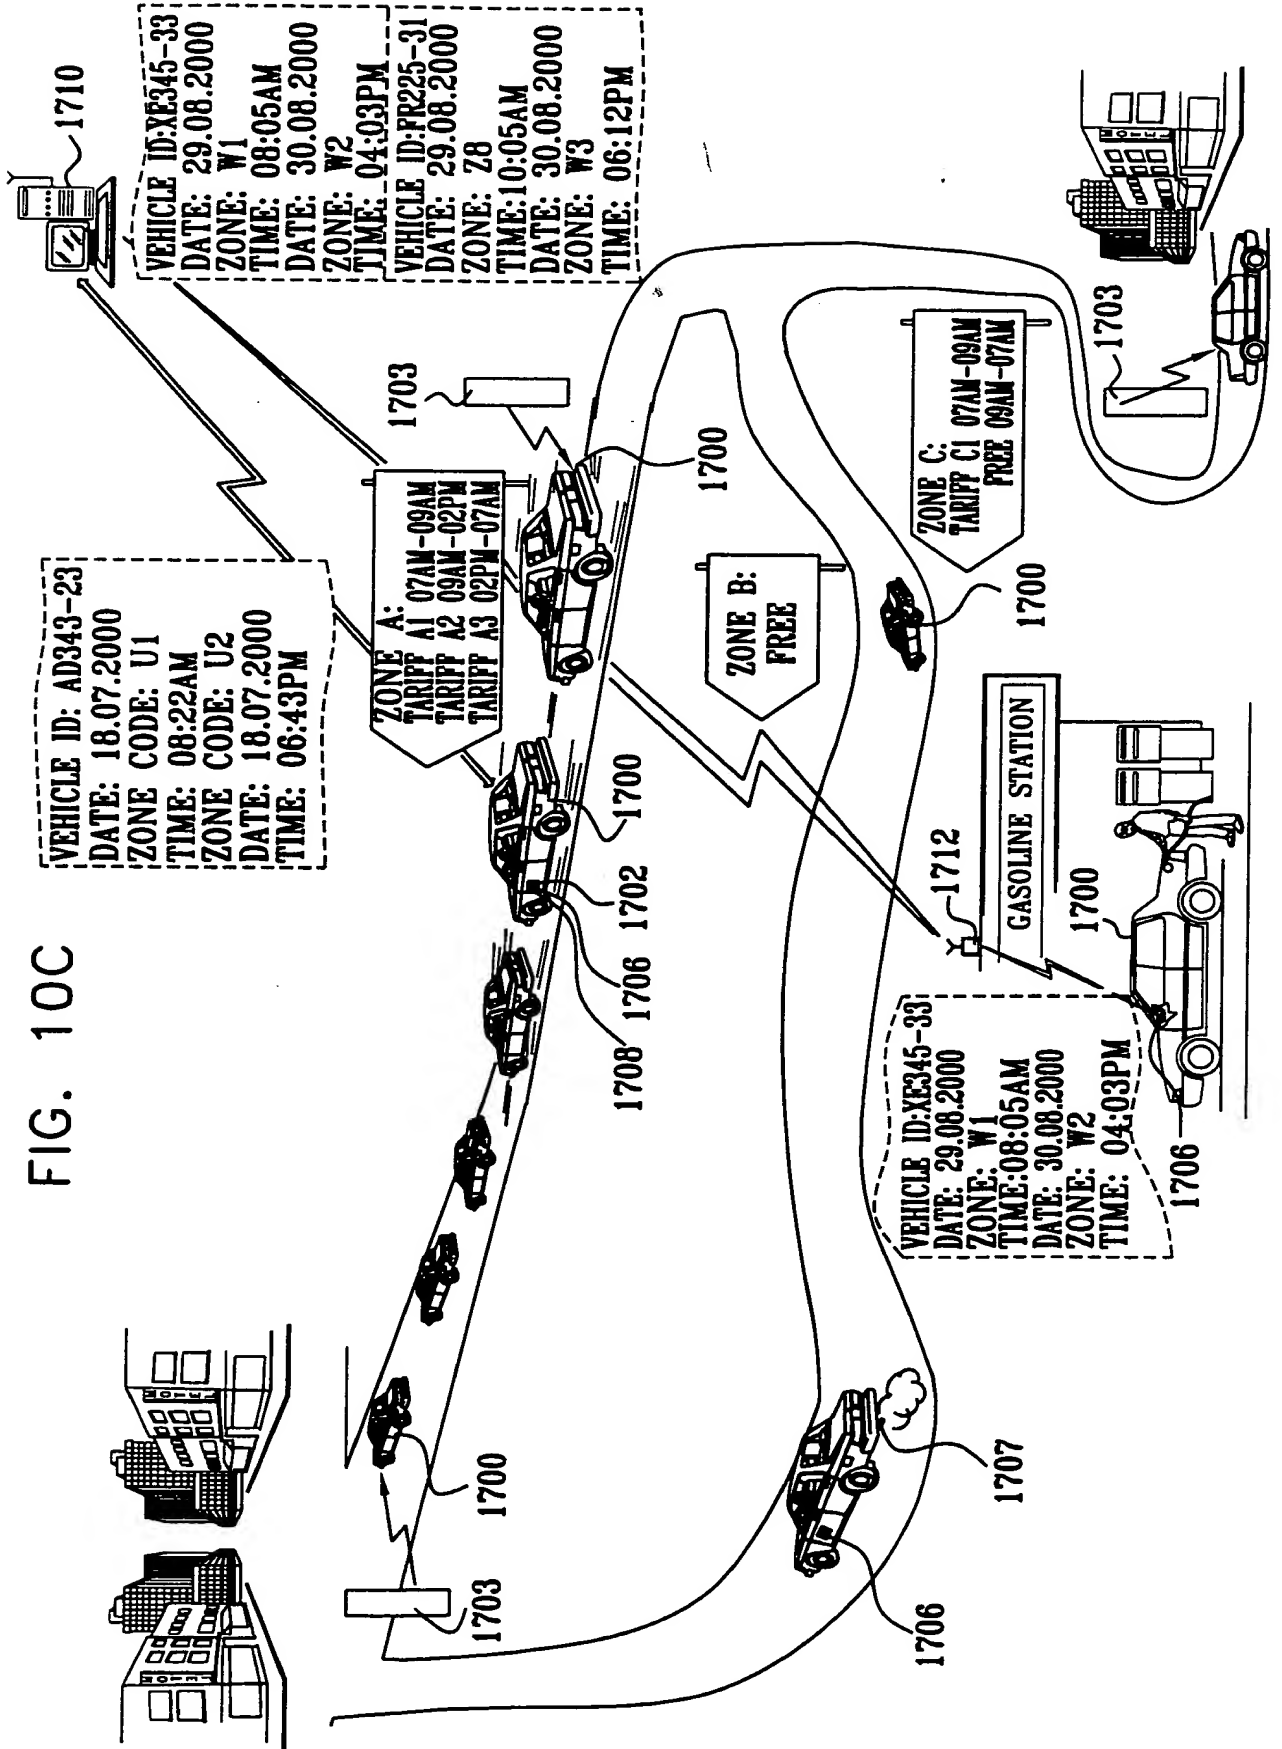 FIG. 10C
VEHICLE ID: AD343-23
DATE: 18.07.2000
ZONE CODE: U1
TIME: 08:22AM
ZONE CODE: U2
DATE: 18.07.2000
TIME: 06:43PM
1710
VEHICLE ID:XE345-33
DATE: 29.08.2000
ZONE: W1
TIME: 08:05AM
DATE: 30.08.2000
ZONE: W2
TIME: 04:03PM
VEHICLE ID:FR225-31
DATE: 29.08.2000
ZONE: Z8
TIME:10:05AM
DATE: 30.08.2000
ZONE: W3
TIME: 06:12PM
ZONE A:
TARIFF A1 07AM-09AM
TARIFF A2 09AM-02PM
TARIFF A3 02PM-07AM
1703
1700
1700
1702
1706
1708
1700
1703
ZONE B:
FREE
ZONE C:
TARIFF C1 07AM-09AM
FREE 09AM-07AM
1703
1700
1712
GASOLINE STATION
1700
VEHICLE ID:XE345-33
DATE: 29.08.2000
ZONE: W1
TIME:08:05AM
DATE: 30.08.2000
ZONE: W2
TIME: 04:03PM
1706
1707
1706